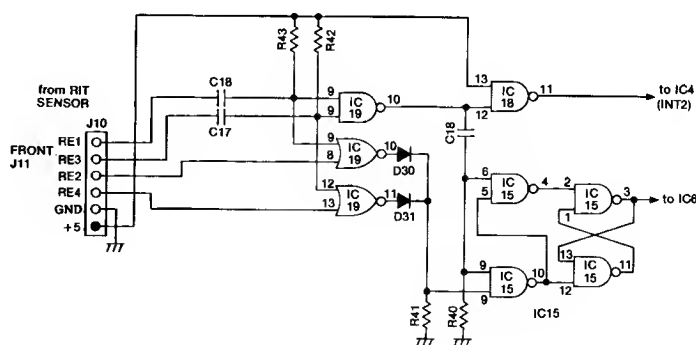 from RIT
SENSOR
J10
FRONT
J11
RE1
RE3
RE2
RE4
GND
+5
R43
R42
C18
C17
9
9
IC
19
10
9
8
IC
19
10
D30
12
13
IC
19
11
D31
13
12
IC
18
11
to IC4
(INT2)
C18
6
5
IC
15
4
2
1
IC
15
3
to IC6
9
9
IC
15
10
13
12
IC
15
11
IC15
R41
R40